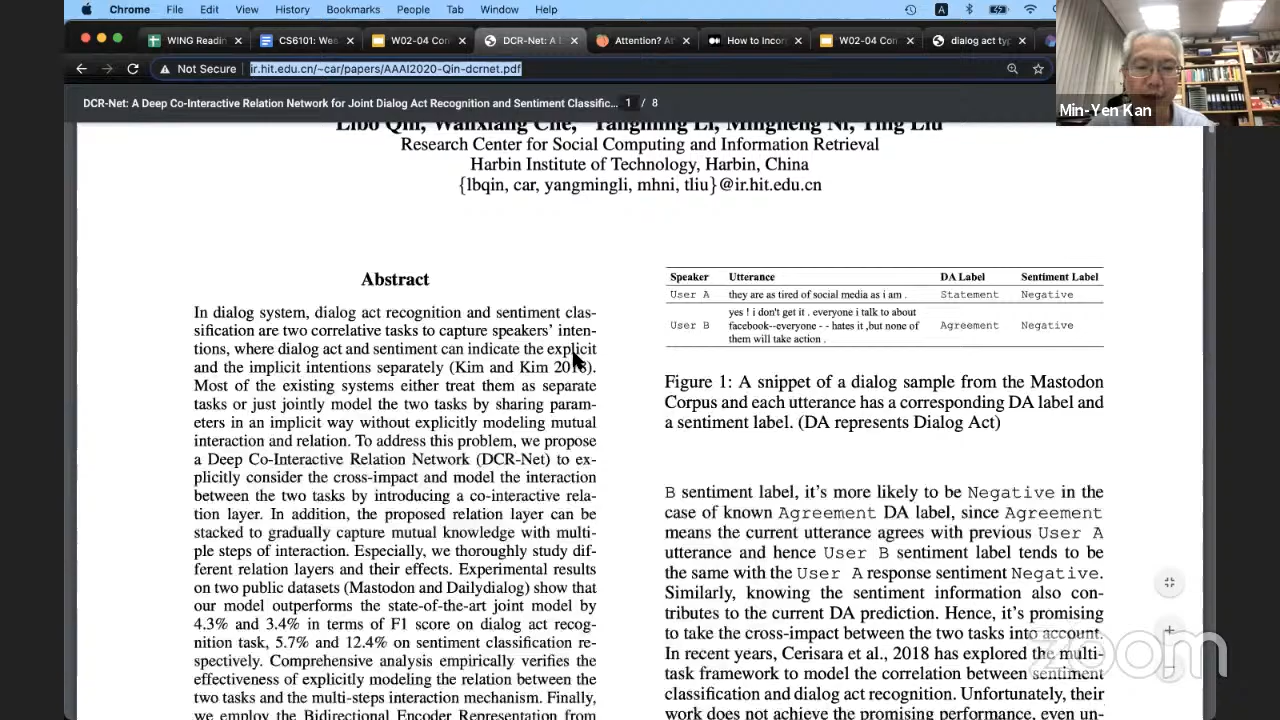 Chrome File Edit View History Bookmarks People Tab Window Help
WING Readin
CS6101: Wee
W02-04 Con
DCR-Net: A
Attention? A
How to Incor
W02-04 Con
dialog act typ
Not Secure
ir.hit.edu.cn/~car/papers/AAAI2020-Qin-dcrnet.pdf
DCR-Net: A Deep Co-Interactive Relation Network for Joint Dialog Act Recognition and Sentiment Classific... 1 / 8
Min-Yen Kan
Libo Qin, Wanxiang Che, Yangming Li, Mingheng Ni, Ting Liu
Research Center for Social Computing and Information Retrieval
Harbin Institute of Technology, Harbin, China
{lbqin, car, yangmingli, mhni, tliu}@ir.hit.edu.cn
Abstract
In dialog system, dialog act recognition and sentiment clas-
sification are two correlative tasks to capture speakers' inten-
tions, where dialog act and sentiment can indicate the explicit
and the implicit intentions separately (Kim and Kim 2018).
Most of the existing systems either treat them as separate
tasks or just jointly model the two tasks by sharing param-
eters in an implicit way without explicitly modeling mutual
interaction and relation. To address this problem, we propose
a Deep Co-Interactive Relation Network (DCR-Net) to ex-
plicitly consider the cross-impact and model the interaction
between the two tasks by introducing a co-interactive rela-
tion layer. In addition, the proposed relation layer can be
stacked to gradually capture mutual knowledge with multi-
ple steps of interaction. Especially, we thoroughly study dif-
ferent relation layers and their effects. Experimental results
on two public datasets (Mastodon and Dailydialog) show that
our model outperforms the state-of-the-art joint model by
4.3% and 3.4% in terms of F1 score on dialog act recog-
nition task, 5.7% and 12.4% on sentiment classification re-
spectively. Comprehensive analysis empirically verifies the
effectiveness of explicitly modeling the relation between the
two tasks and the multi-steps interaction mechanism. Finally,
we employ the Bidirectional Encoder Representation from
Speaker Utterance DA Label Sentiment Label
User A they are as tired of social media as i am . Statement Negative
yes ! i don't get it . everyone i talk to about
User B facebook--everyone - - hates it ,but none of Agreement Negative
them will take action .
Figure 1: A snippet of a dialog sample from the Mastodon
Corpus and each utterance has a corresponding DA label and
a sentiment label. (DA represents Dialog Act)
B sentiment label, it's more likely to be Negative in the
case of known Agreement DA label, since Agreement
means the current utterance agrees with previous User A
utterance and hence User B sentiment label tends to be
the same with the User A response sentiment Negative.
Similarly, knowing the sentiment information also con-
tributes to the current DA prediction. Hence, it's promising
to take the cross-impact between the two tasks into account.
In recent years, Cerisara et al., 2018 has explored the multi-
task framework to model the correlation between sentiment
classification and dialog act recognition. Unfortunately, their
work does not achieve the promising performance, even un-
zoom